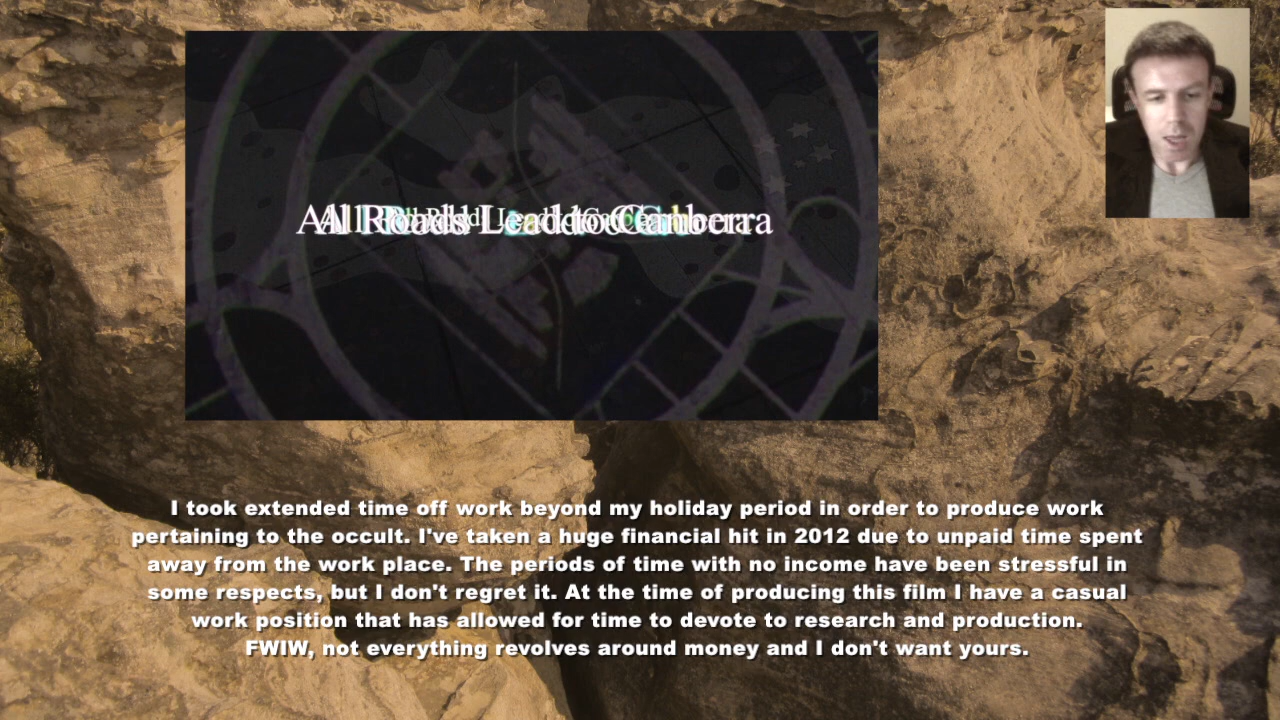 All Roads Lead to Canberra
I took extended time off work beyond my holiday period in order to produce work
pertaining to the occult. I've taken a huge financial hit in 2012 due to unpaid time spent
away from the work place. The periods of time with no income have been stressful in
some respects, but I don't regret it. At the time of producing this film I have a casual
work position that has allowed for time to devote to research and production.
FWIW, not everything revolves around money and I don't want yours.